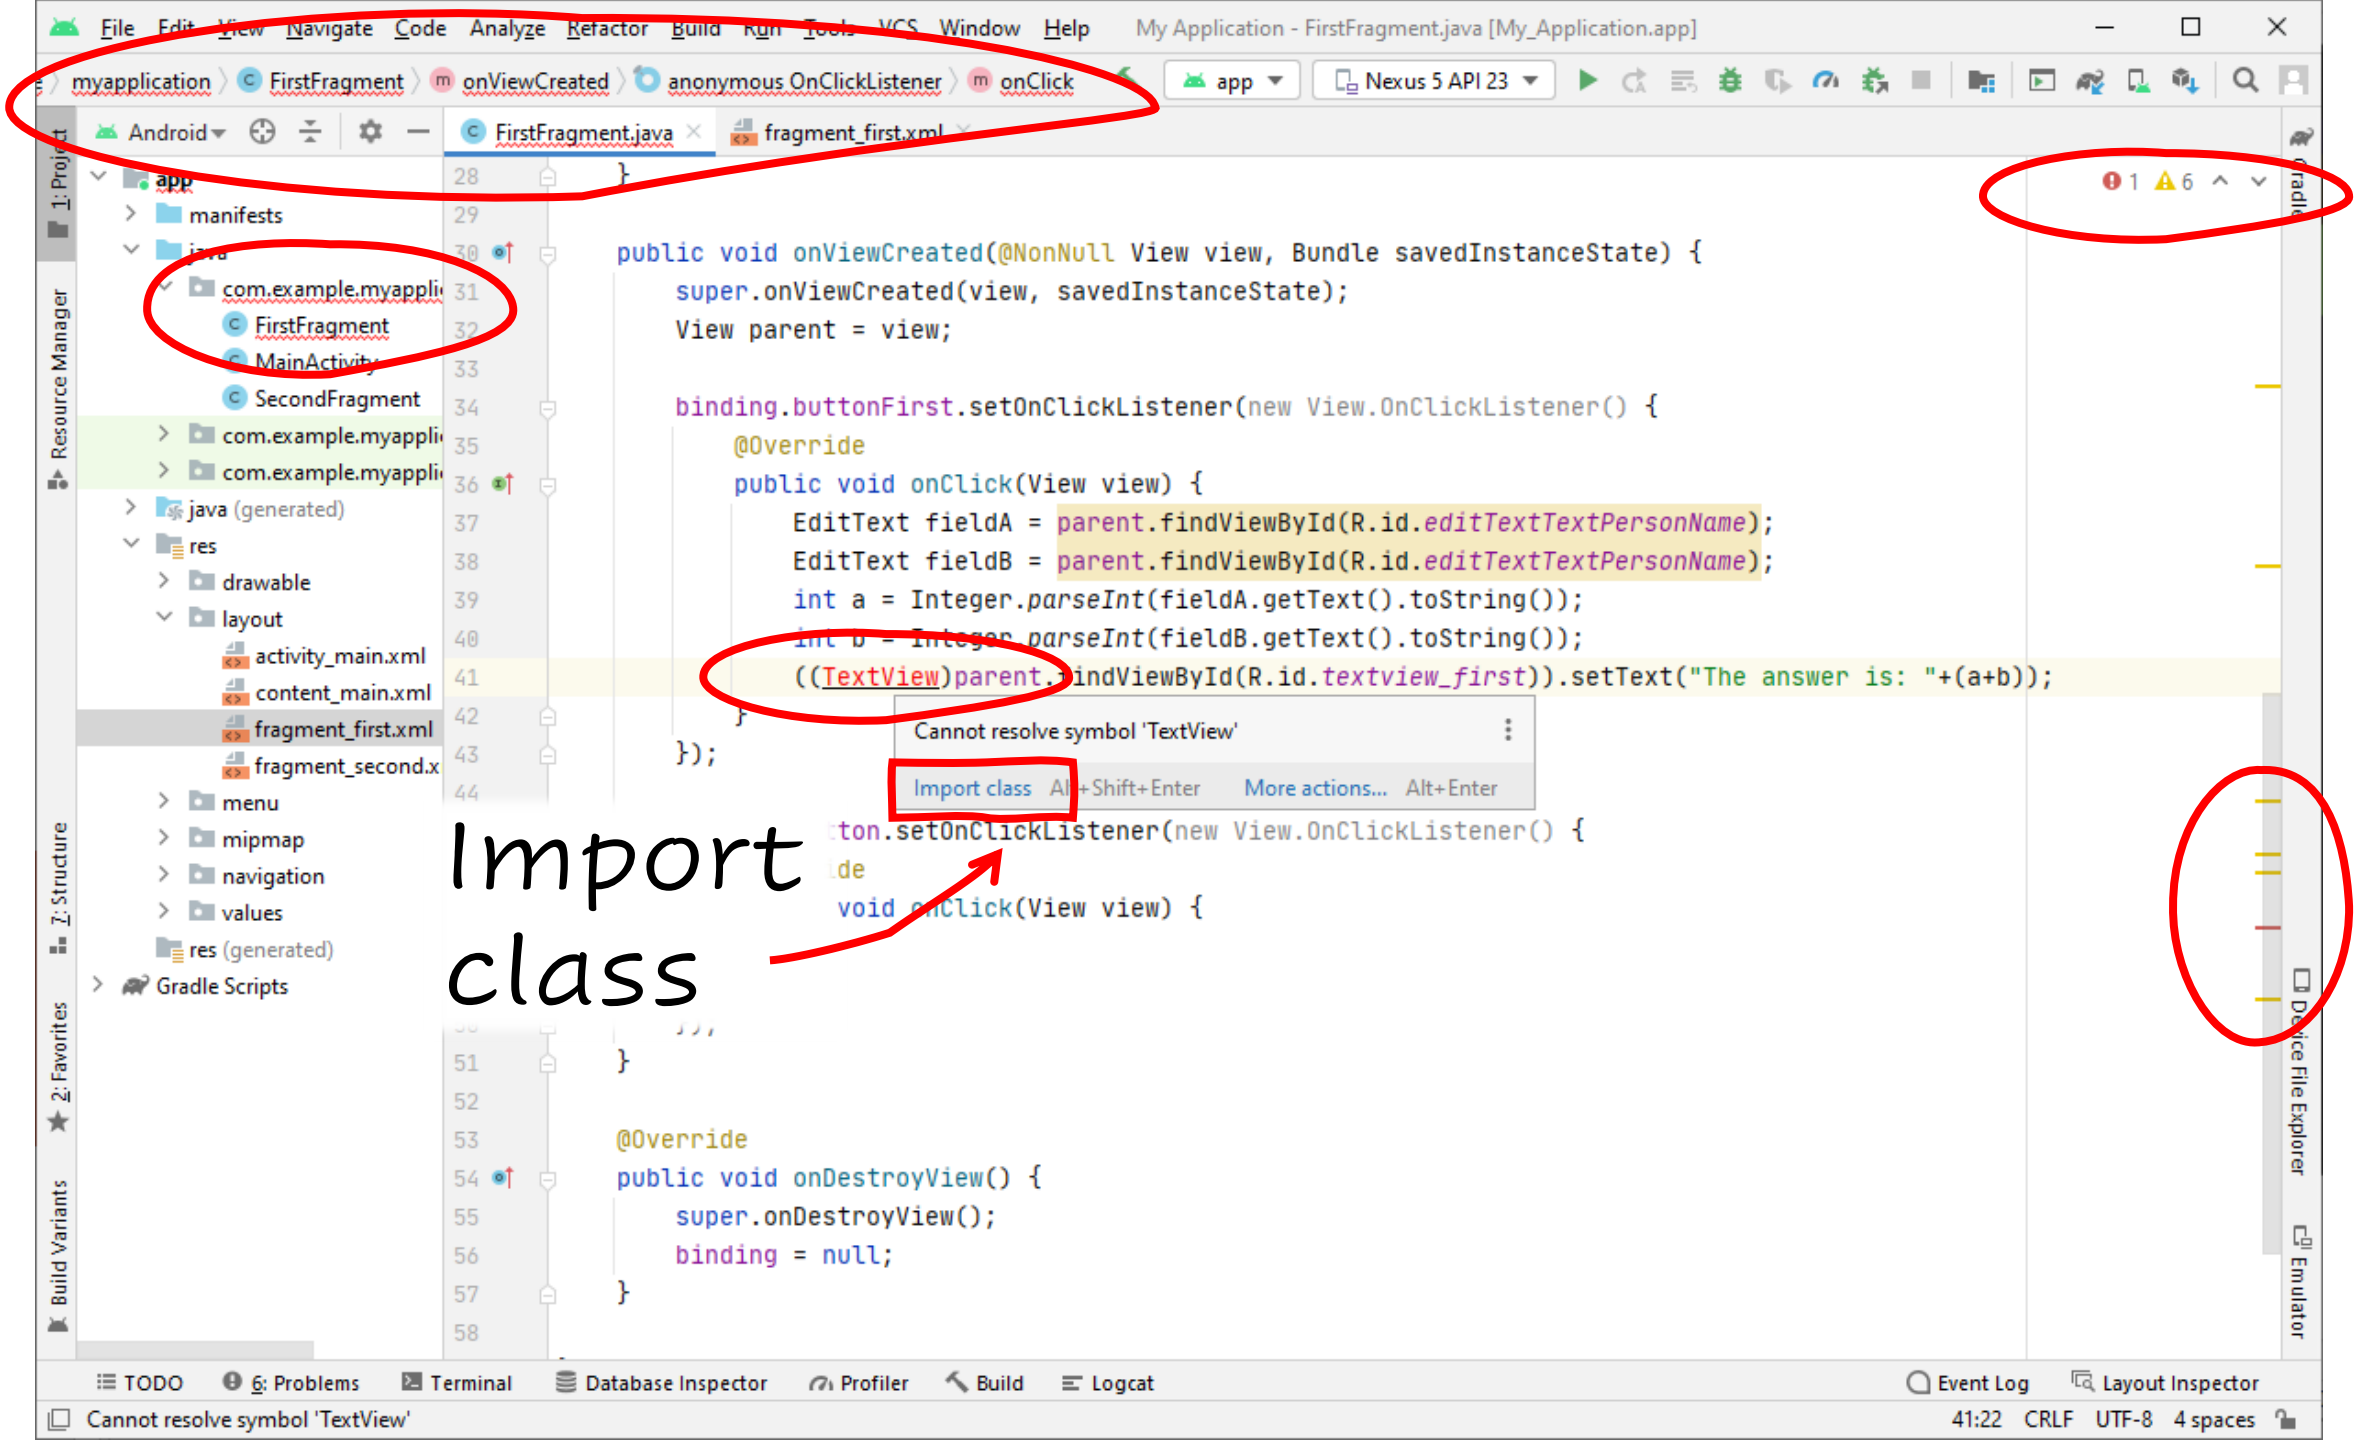 File Edit View Navigate Code Analyze Refactor Build Run Tools VCS Window Help My Application - FirstFragment.java [My_Application.app]
myapplication FirstFragment onViewCreated anonymous OnClickListener onClick app Nexus 5 API 23
Android FirstFragment.java fragment_first.xml
1: Project
Resource Manager
7: Structure
2: Favorites
Build Variants
app
manifests
java
com.example.myappli
FirstFragment
MainActivity
SecondFragment
com.example.myappli
com.example.myappli
java (generated)
res
drawable
layout
activity_main.xml
content_main.xml
fragment_first.xml
fragment_second.x
menu
mipmap
navigation
values
res (generated)
Gradle Scripts
1 6
28 }
29
30 public void onViewCreated(@NonNull View view, Bundle savedInstanceState) {
31 super.onViewCreated(view, savedInstanceState);
32 View parent = view;
33
34 binding.buttonFirst.setOnClickListener(new View.OnClickListener() {
35 @Override
36 public void onClick(View view) {
37 EditText fieldA = parent.findViewById(R.id.editTextTextPersonName);
38 EditText fieldB = parent.findViewById(R.id.editTextTextPersonName);
39 int a = Integer.parseInt(fieldA.getText().toString());
40 int b = Integer.parseInt(fieldB.getText().toString());
41 ((TextView)parent.findViewById(R.id.textview_first)).setText("The answer is: "+(a+b));
42 }
Cannot resolve symbol 'TextView'
43 });
Import class Alt+Shift+Enter More actions... Alt+Enter
44
ton.setOnClickListener(new View.OnClickListener() {
ide
void onClick(View view) {
Import
class
});
51 }
52
53 @Override
54 public void onDestroyView() {
55 super.onDestroyView();
56 binding = null;
57 }
58
Gradle
Device File Explorer
Emulator
TODO 6: Problems Terminal Database Inspector Profiler Build Logcat Event Log Layout Inspector
Cannot resolve symbol 'TextView' 41:22 CRLF UTF-8 4 spaces